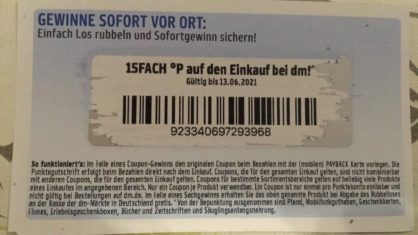 GEWINNE SOFORT VOR ORT:
Einfach Los rubbeln und Sofortgewinn sichern!
15FACH °P auf den Einkauf bei dm!*
Gültig bis 13.06.2021
923340697293968
So funktioniert's: Im Falle eines Coupon-Gewinns den originalen Coupon beim Bezahlen mit der (mobilen) PAYBACK Karte vorlegen. Die
Punktegutschrift erfolgt beim Bezahlen direkt nach dem Einkauf. Coupons, die für den gesamten Einkauf gelten, sind nicht kombinierbar
mit anderen Coupons, die für den gesamten Einkauf gelten. Coupons für bestimmte Sortimentsbereiche gelten auf beliebig viele Produkte
eines Einkaufes im angegebenen Bereich. Nur ein Coupon je Produkt verwendbar. Ein Coupon ist nur einmal pro Punktekonto einlösbar und
nicht gültig bei Bestellungen auf dm.de. Im Falle eines Sachgewinns erhalten Sie das oben genannte Produkt bei Abgabe des Rubbelloses
an der Kasse der dm-Märkte in Deutschland gratis. *Von der Bepunktung ausgenommen sind Pfand, Mobilfunkguthaben, Geschenkkarten,
iTunes, Erlebnisgeschenkboxen, Bücher und Zeitschriften und Säuglingsanfangsnahrung.